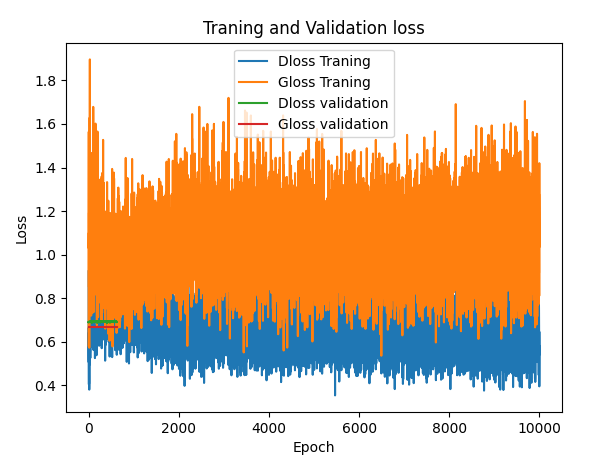 Traning and Validation loss
Dloss Traning
Gloss Traning
Dloss validation
Gloss validation
1.8
1.6
1.4
1.2
1.0
0.8
0.6
0.4
Loss
0
2000
4000
6000
8000
10000
Epoch